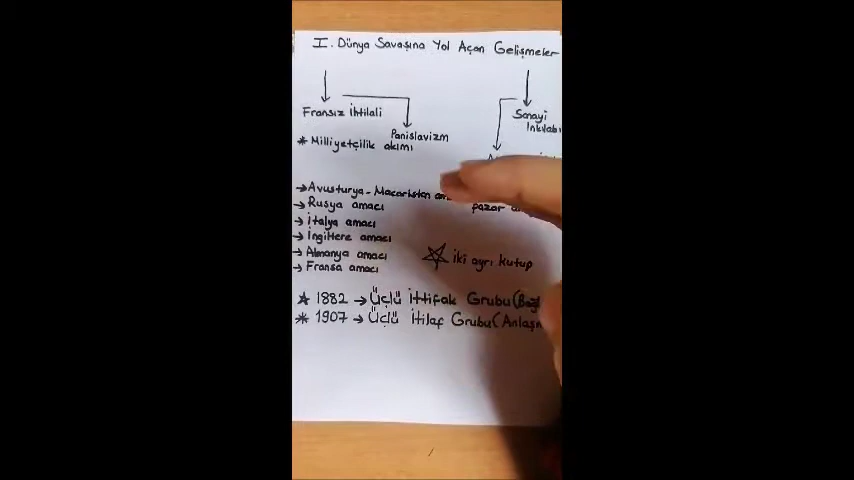 I. Dünya Savaşına Yol Açan Gelişmeler
Fransız İhtilali
Sanayi
İnkılabı
Panislavizm
* Milliyetçilik akımı
→ Avusturya - Macaristan
→ Rusya amacı
pazar
→ İtalya amacı
→ İngiltere amacı
→ Almanya amacı
İki ayrı kutup
→ Fransa amacı
★ 1882 → Üçlü İttifak Grubu
* 1907 → Üçlü İtilaf Grubu